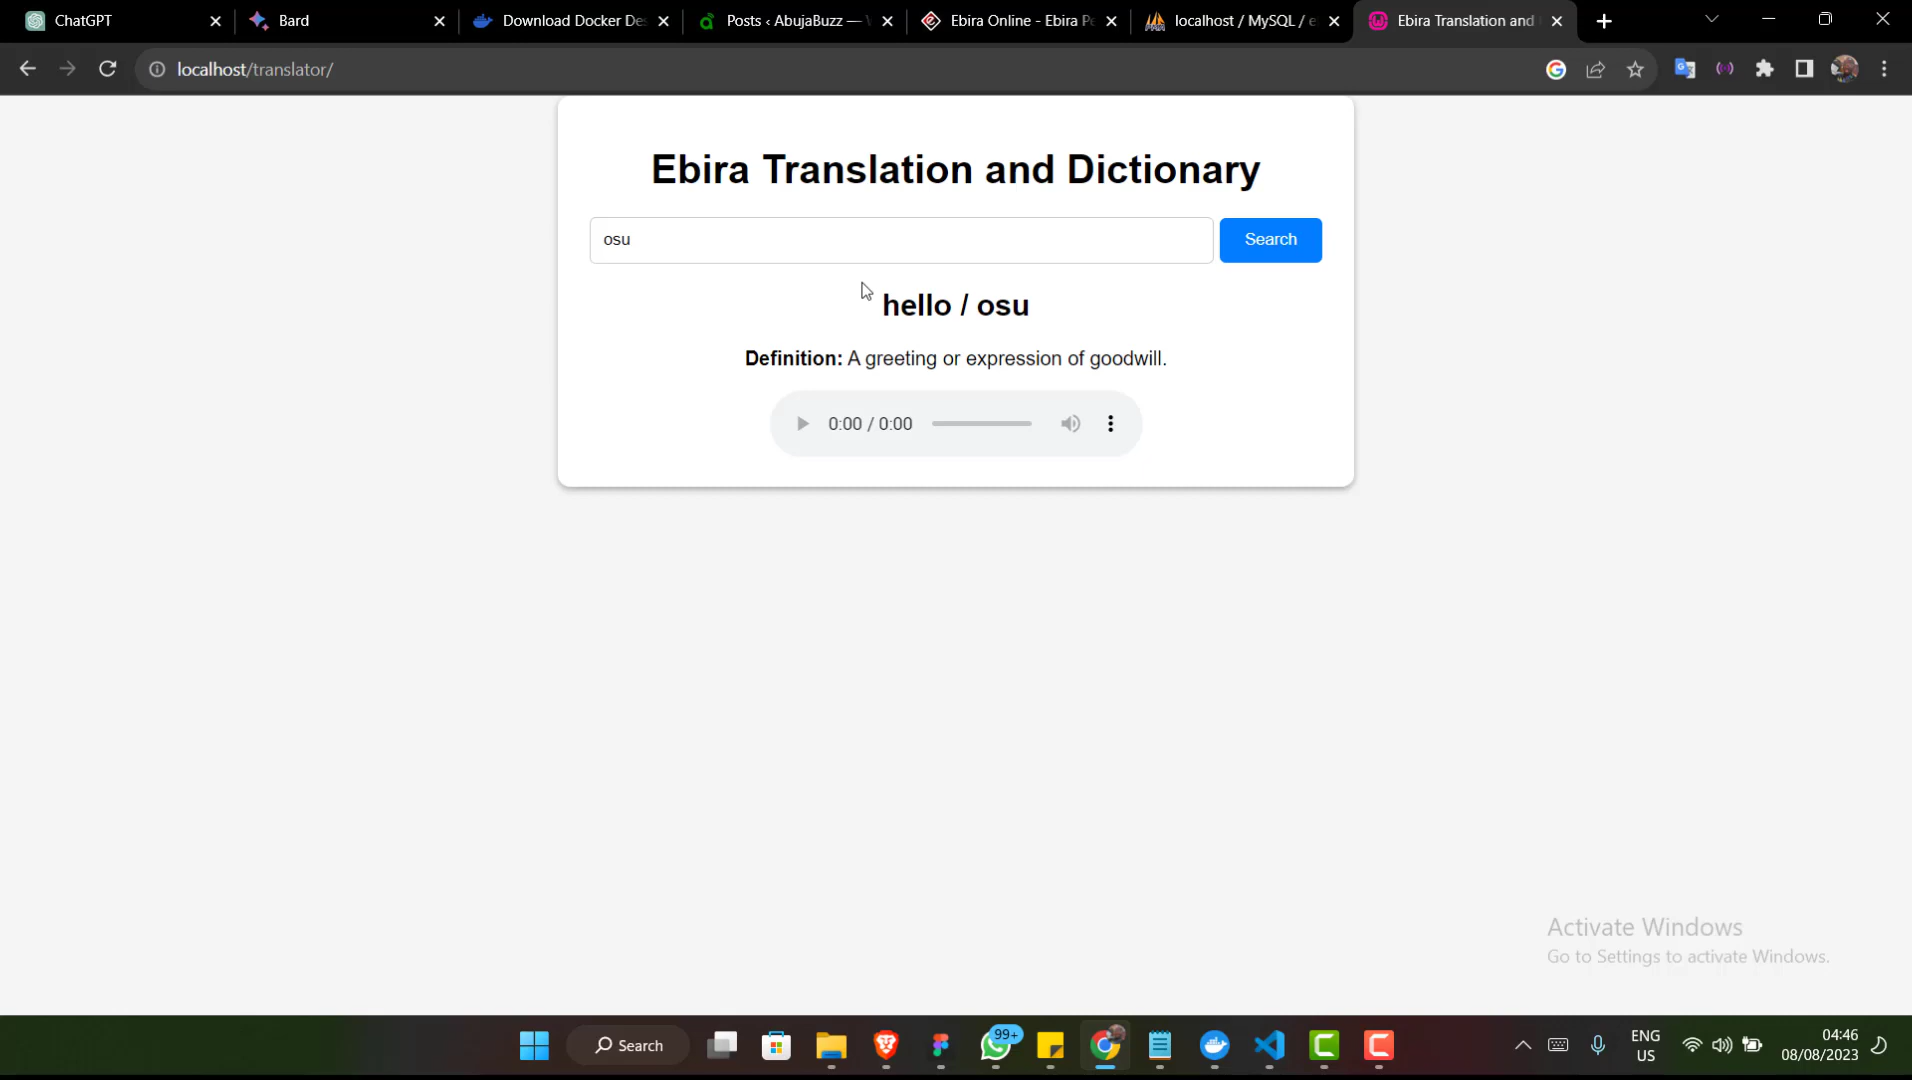 ChatGPT
Bard
Download Docker De
Posts ‹ AbujaBuzz —
Ebira Online - Ebira Pe
localhost / MySQL / e
Ebira Translation and
localhost/translator/
Ebira Translation and Dictionary
osu
Search
hello / osu
Definition: A greeting or expression of goodwill.
0:00 / 0:00
Activate Windows
Go to Settings to activate Windows.
Search
99+
ENG
US
04:46
08/08/2023